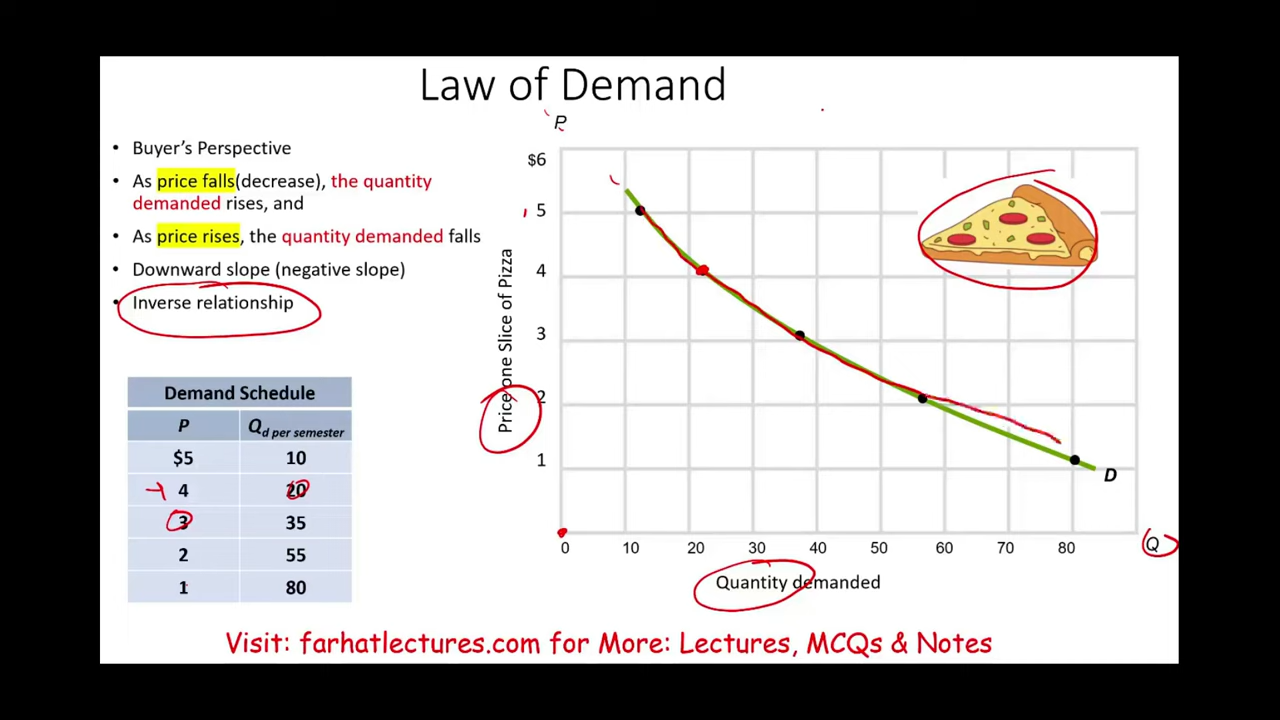 Law of Demand
• Buyer's Perspective
• As price falls(decrease), the quantity
demanded rises, and
• As price rises, the quantity demanded falls
• Downward slope (negative slope)
• Inverse relationship
Demand Schedule
P Qd per semester
$5 10
4 20
3 35
2 55
1 80
P
$6
5
4
3
2
1
Price one Slice of Pizza
D
0 10 20 30 40 50 60 70 80 Q
Quantity demanded
Visit: farhatlectures.com for More: Lectures, MCQs & Notes